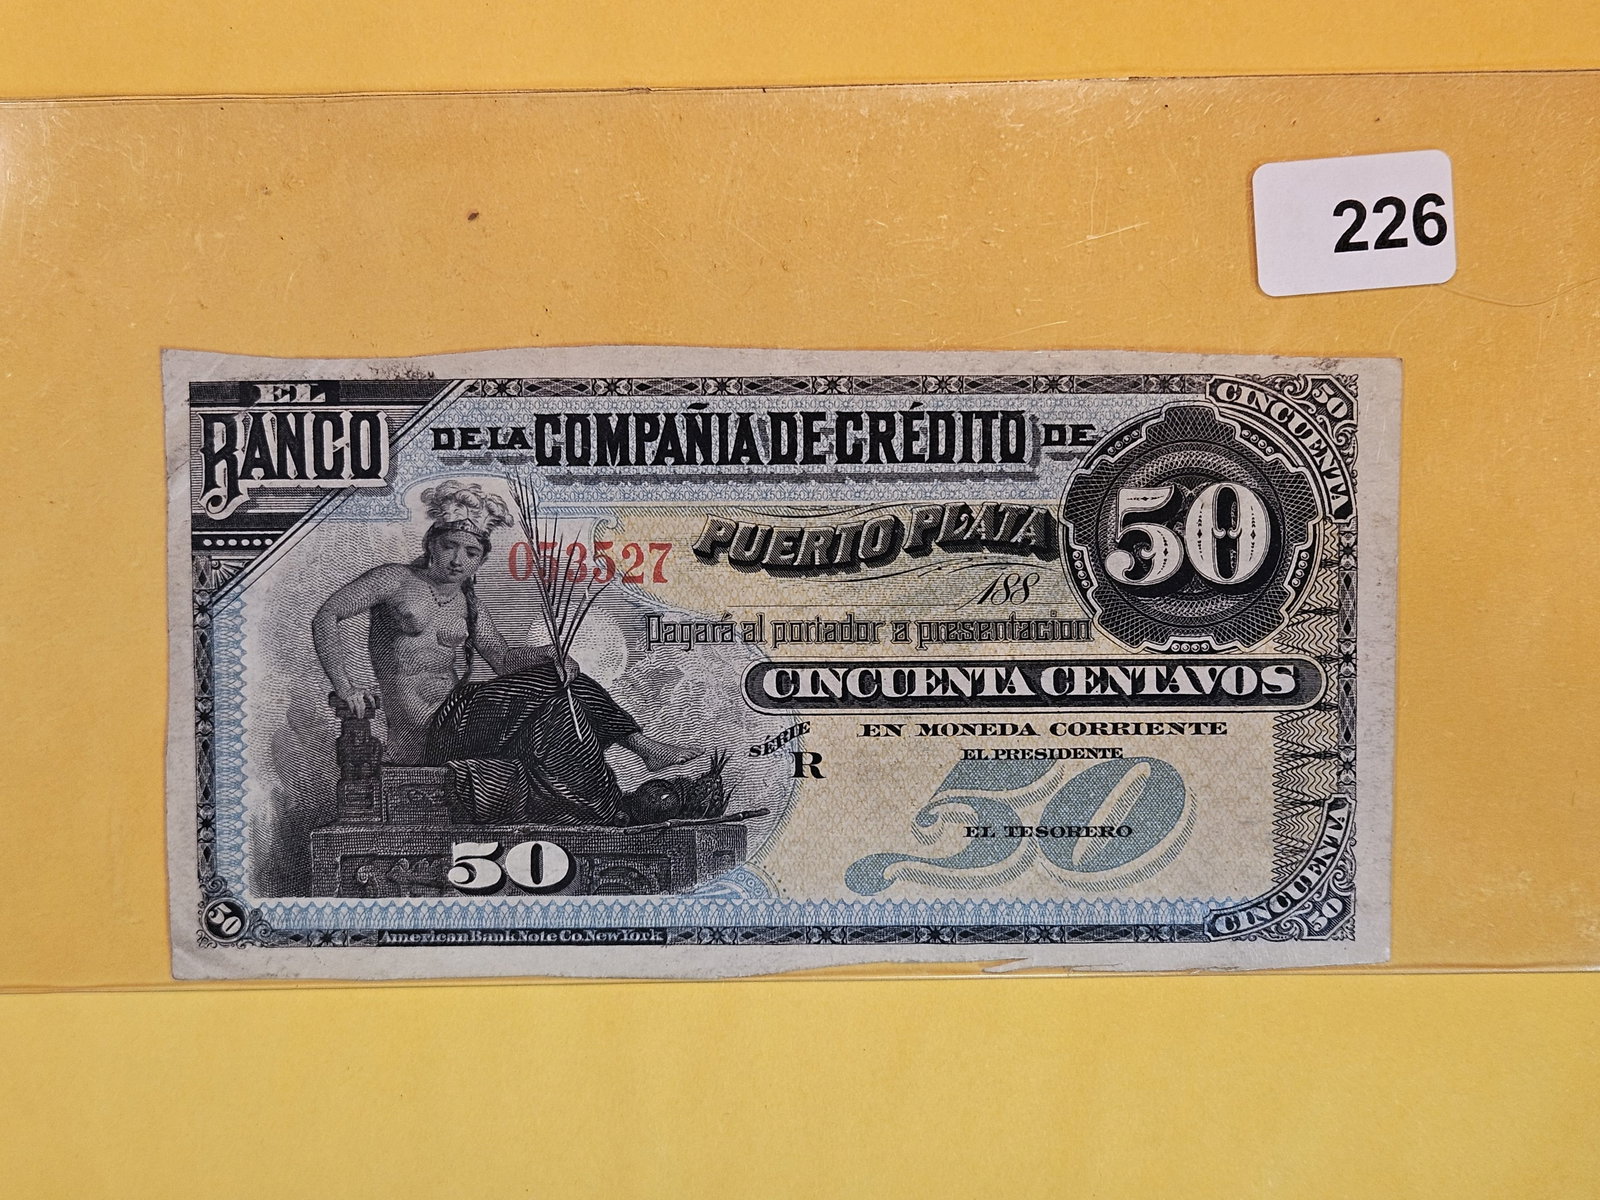 226
EL
BANCO
DE LA COMPAÑIA DE CRÉDITO DE
PUERTO PLATA
CINCUENTA
50
50
053527
188
Pagará al portador a presentación
CINCUENTA CENTAVOS
SÉRIE
R
EN MONEDA CORRIENTE
EL PRESIDENTE
50
EL TESORERO
50
50
American Bank Note Co. New York.
CINCUENTA
50